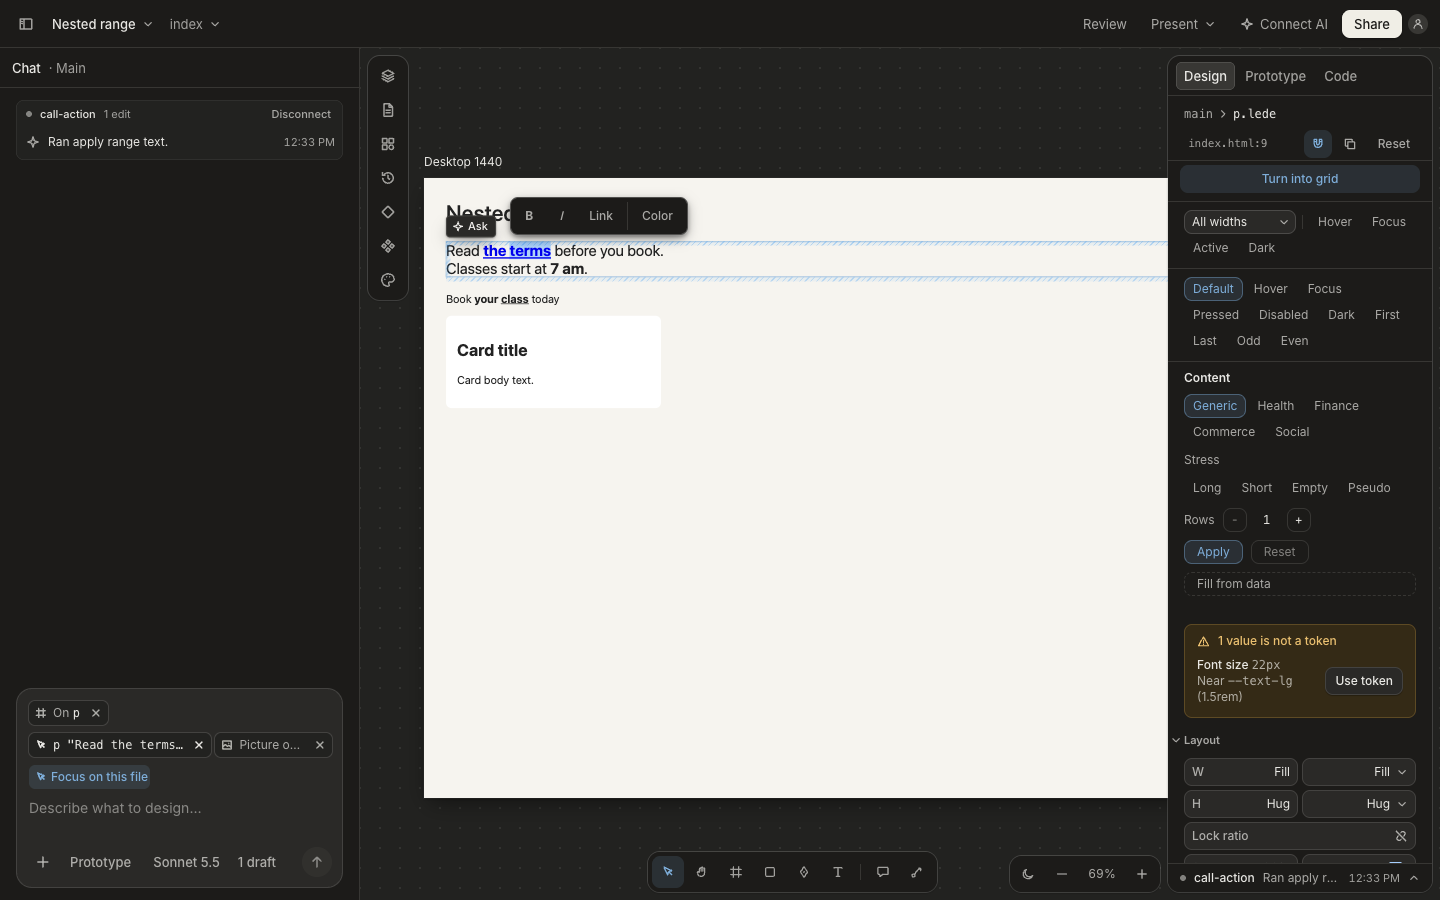 Nested range
index
Review
Present
Connect AI
Share
Chat · Main
call-action 1 edit
Disconnect
Ran apply range text.
12:33 PM
On p
p "Read the terms…
Picture o…
Focus on this file
Describe what to design…
Prototype
Sonnet 5.5
1 draft
Desktop 1440
Nested
Ask
B
I
Link
Color
Read the terms before you book.
Classes start at 7 am.
Book your class today
Card title
Card body text.
T
69%
Design
Prototype
Code
main > p.lede
index.html:9
Reset
Turn into grid
All widths
Hover
Focus
Active
Dark
Default
Hover
Focus
Pressed
Disabled
Dark
First
Last
Odd
Even
Content
Generic
Health
Finance
Commerce
Social
Stress
Long
Short
Empty
Pseudo
Rows - 1 +
Apply
Reset
Fill from data
1 value is not a token
Font size 22px
Near --text-lg
(1.5rem)
Use token
Layout
W Fill
Fill
H Hug
Hug
Lock ratio
call-action Ran apply r… 12:33 PM